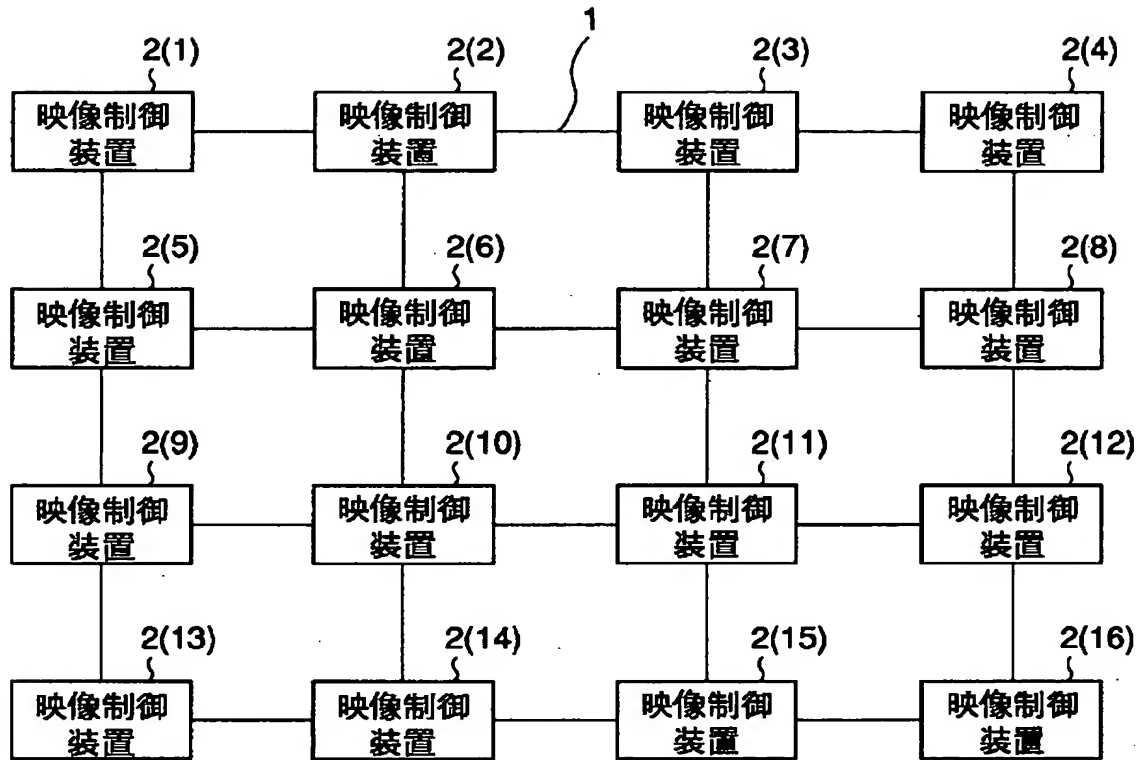 1
2(1) 2(2) 2(3) 2(4)
映像制御 映像制御 映像制御 映像制御
装置 装置 装置 装置
2(5) 2(6) 2(7) 2(8)
映像制御 映像制御 映像制御 映像制御
装置 装置 装置 装置
2(9) 2(10) 2(11) 2(12)
映像制御 映像制御 映像制御 映像制御
装置 装置 装置 装置
2(13) 2(14) 2(15) 2(16)
映像制御 映像制御 映像制御 映像制御
装置 装置 装置 装置